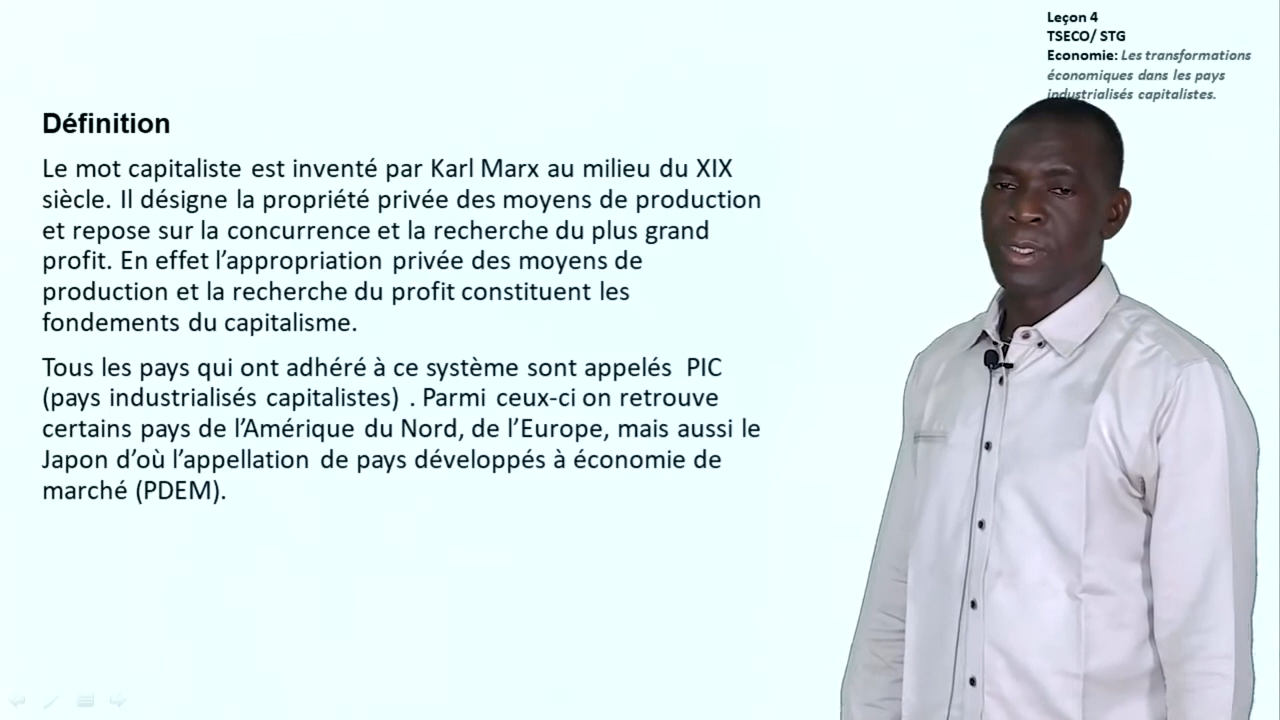 Leçon 4
TSECO/ STG
Economie: Les transformations
économiques dans les pays
industrialisés capitalistes.
Définition
Le mot capitaliste est inventé par Karl Marx au milieu du XIX
siècle. Il désigne la propriété privée des moyens de production
et repose sur la concurrence et la recherche du plus grand
profit. En effet l’appropriation privée des moyens de
production et la recherche du profit constituent les
fondements du capitalisme.
Tous les pays qui ont adhéré à ce système sont appelés PIC
(pays industrialisés capitalistes) . Parmi ceux-ci on retrouve
certains pays de l’Amérique du Nord, de l’Europe, mais aussi le
Japon d’où l’appellation de pays développés à économie de
marché (PDEM).